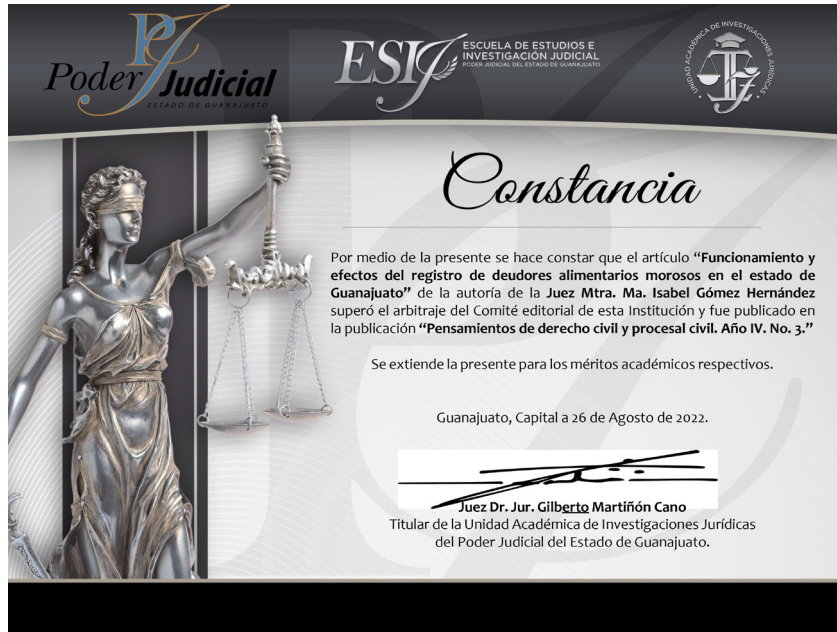 Poder Judicial
ESTADO DE GUANAJUATO
ESIJ
ESCUELA DE ESTUDIOS E
INVESTIGACIÓN JUDICIAL
PODER JUDICIAL DEL ESTADO DE GUANAJUATO
UNIDAD ACADÉMICA DE INVESTIGACIONES JURÍDICAS
Constancia
Por medio de la presente se hace constar que el artículo “Funcionamiento y
efectos del registro de deudores alimentarios morosos en el estado de
Guanajuato” de la autoría de la Juez Mtra. Ma. Isabel Gómez Hernández
superó el arbitraje del Comité editorial de esta Institución y fue publicado en
la publicación “Pensamientos de derecho civil y procesal civil. Año IV. No. 3.”
Se extiende la presente para los méritos académicos respectivos.
Guanajuato, Capital a 26 de Agosto de 2022.
Juez Dr. Jur. Gilberto Martiñón Cano
Titular de la Unidad Académica de Investigaciones Jurídicas
del Poder Judicial del Estado de Guanajuato.